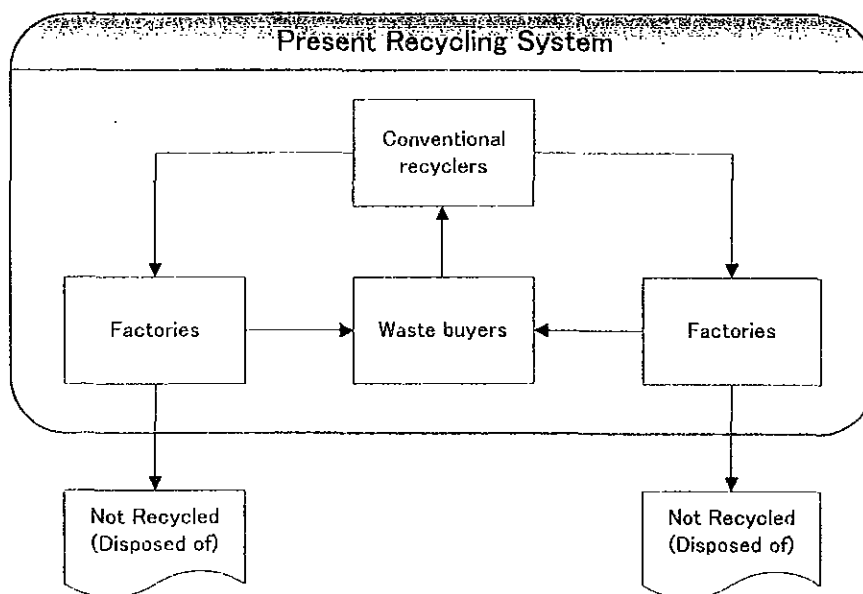 Present Recycling System
Conventional
recyclers
Factories
Waste buyers
Factories
Not Recycled
(Disposed of)
Not Recycled
(Disposed of)